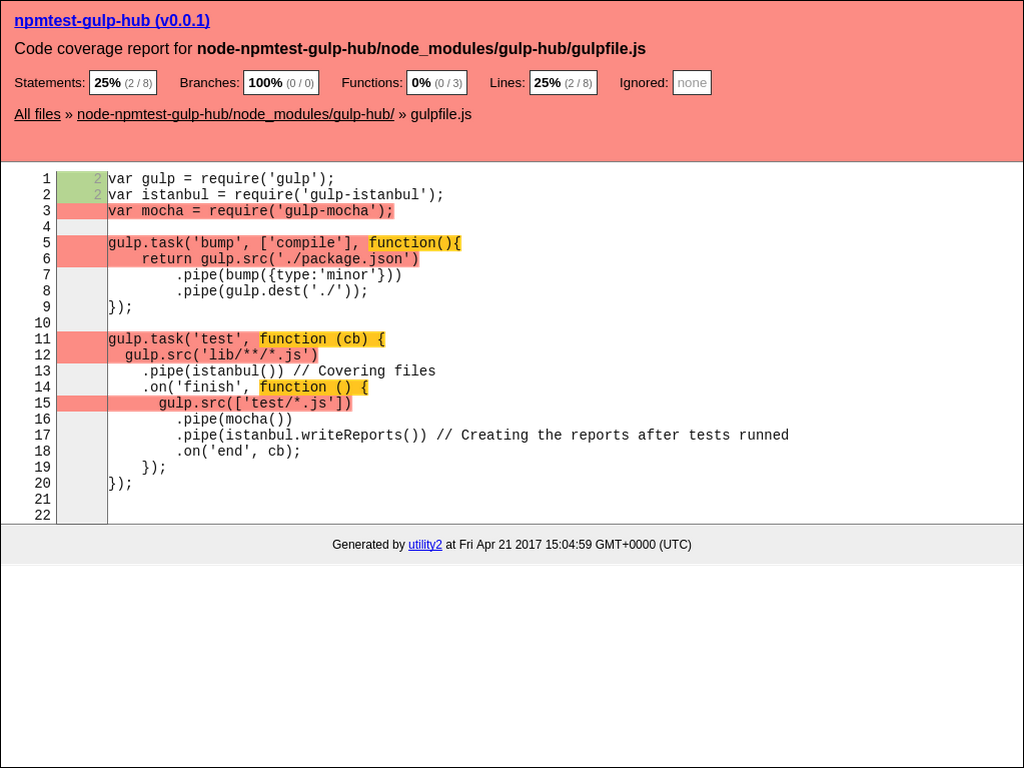 npmtest-gulp-hub (v0.0.1)
Code coverage report for node-npmtest-gulp-hub/node_modules/gulp-hub/gulpfile.js
Statements: 25% (2 / 8) Branches: 100% (0 / 0) Functions: 0% (0 / 3) Lines: 25% (2 / 8) Ignored: none
All files » node-npmtest-gulp-hub/node_modules/gulp-hub/ » gulpfile.js
1 2 var gulp = require('gulp');
2 2 var istanbul = require('gulp-istanbul');
3 var mocha = require('gulp-mocha');
4
5 gulp.task('bump', ['compile'], function(){
6     return gulp.src('./package.json')
7         .pipe(bump({type:'minor'}))
8         .pipe(gulp.dest('./'));
9 });
10
11 gulp.task('test', function (cb) {
12   gulp.src('lib/**/*.js')
13     .pipe(istanbul()) // Covering files
14     .on('finish', function () {
15       gulp.src(['test/*.js'])
16         .pipe(mocha())
17         .pipe(istanbul.writeReports()) // Creating the reports after tests runned
18         .on('end', cb);
19     });
20 });
21
22
Generated by utility2 at Fri Apr 21 2017 15:04:59 GMT+0000 (UTC)